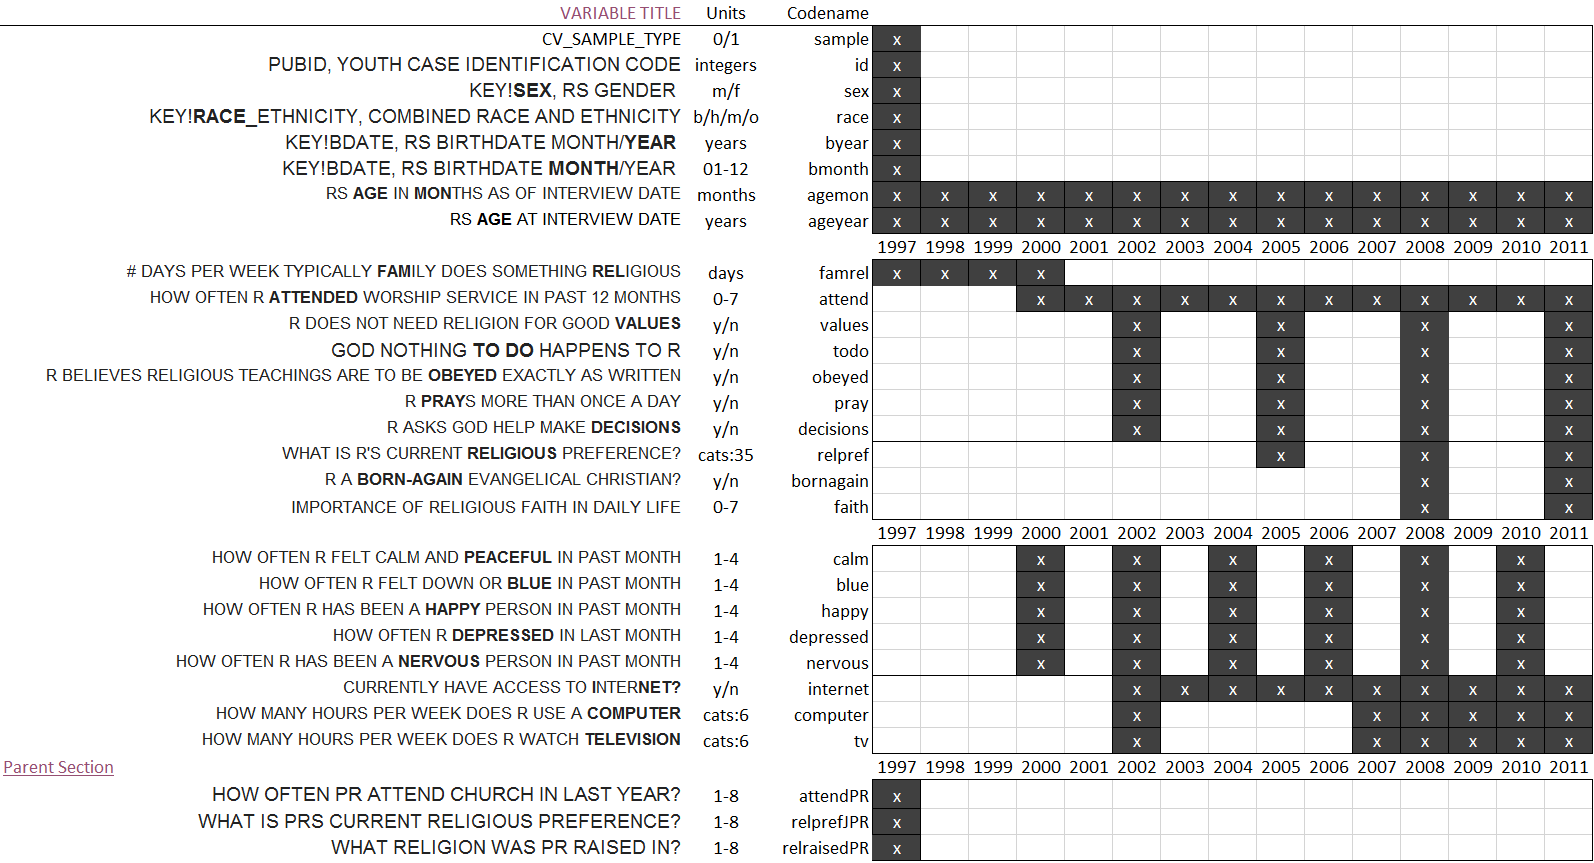 VARIABLE TITLE Units Codename
CV_SAMPLE_TYPE 0/1 sample x
PUBID, YOUTH CASE IDENTIFICATION CODE integers id x
KEY!SEX, RS GENDER m/f sex x
KEY!RACE_ETHNICITY, COMBINED RACE AND ETHNICITY b/h/m/o race x
KEY!BDATE, RS BIRTHDATE MONTH/YEAR years byear x
KEY!BDATE, RS BIRTHDATE MONTH/YEAR 01-12 bmonth x
RS AGE IN MONTHS AS OF INTERVIEW DATE months agemon x x x x x x x x x x x x x x x
RS AGE AT INTERVIEW DATE years ageyear x x x x x x x x x x x x x x x
1997 1998 1999 2000 2001 2002 2003 2004 2005 2006 2007 2008 2009 2010 2011
# DAYS PER WEEK TYPICALLY FAMILY DOES SOMETHING RELIGIOUS days famrel x x x x
HOW OFTEN R ATTENDED WORSHIP SERVICE IN PAST 12 MONTHS 0-7 attend x x x x x x x x x x x x
R DOES NOT NEED RELIGION FOR GOOD VALUES y/n values x x x x
GOD NOTHING TO DO HAPPENS TO R y/n todo x x x x
R BELIEVES RELIGIOUS TEACHINGS ARE TO BE OBEYED EXACTLY AS WRITTEN y/n obeyed x x x x
R PRAYS MORE THAN ONCE A DAY y/n pray x x x x
R ASKS GOD HELP MAKE DECISIONS y/n decisions x x x x
WHAT IS R'S CURRENT RELIGIOUS PREFERENCE? cats:35 relpref x x x
R A BORN-AGAIN EVANGELICAL CHRISTIAN? y/n bornagain x x
IMPORTANCE OF RELIGIOUS FAITH IN DAILY LIFE 0-7 faith x x
1997 1998 1999 2000 2001 2002 2003 2004 2005 2006 2007 2008 2009 2010 2011
HOW OFTEN R FELT CALM AND PEACEFUL IN PAST MONTH 1-4 calm x x x x x x
HOW OFTEN R FELT DOWN OR BLUE IN PAST MONTH 1-4 blue x x x x x x
HOW OFTEN R HAS BEEN A HAPPY PERSON IN PAST MONTH 1-4 happy x x x x x x
HOW OFTEN R DEPRESSED IN LAST MONTH 1-4 depressed x x x x x x
HOW OFTEN R HAS BEEN A NERVOUS PERSON IN PAST MONTH 1-4 nervous x x x x x x
CURRENTLY HAVE ACCESS TO INTERNET? y/n internet x x x x x x x x x x
HOW MANY HOURS PER WEEK DOES R USE A COMPUTER cats:6 computer x x x x x x
HOW MANY HOURS PER WEEK DOES R WATCH TELEVISION cats:6 tv x x x x x x
Parent Section 1997 1998 1999 2000 2001 2002 2003 2004 2005 2006 2007 2008 2009 2010 2011
HOW OFTEN PR ATTEND CHURCH IN LAST YEAR? 1-8 attendPR x
WHAT IS PRS CURRENT RELIGIOUS PREFERENCE? 1-8 relprefJPR x
WHAT RELIGION WAS PR RAISED IN? 1-8 relraisedPR x